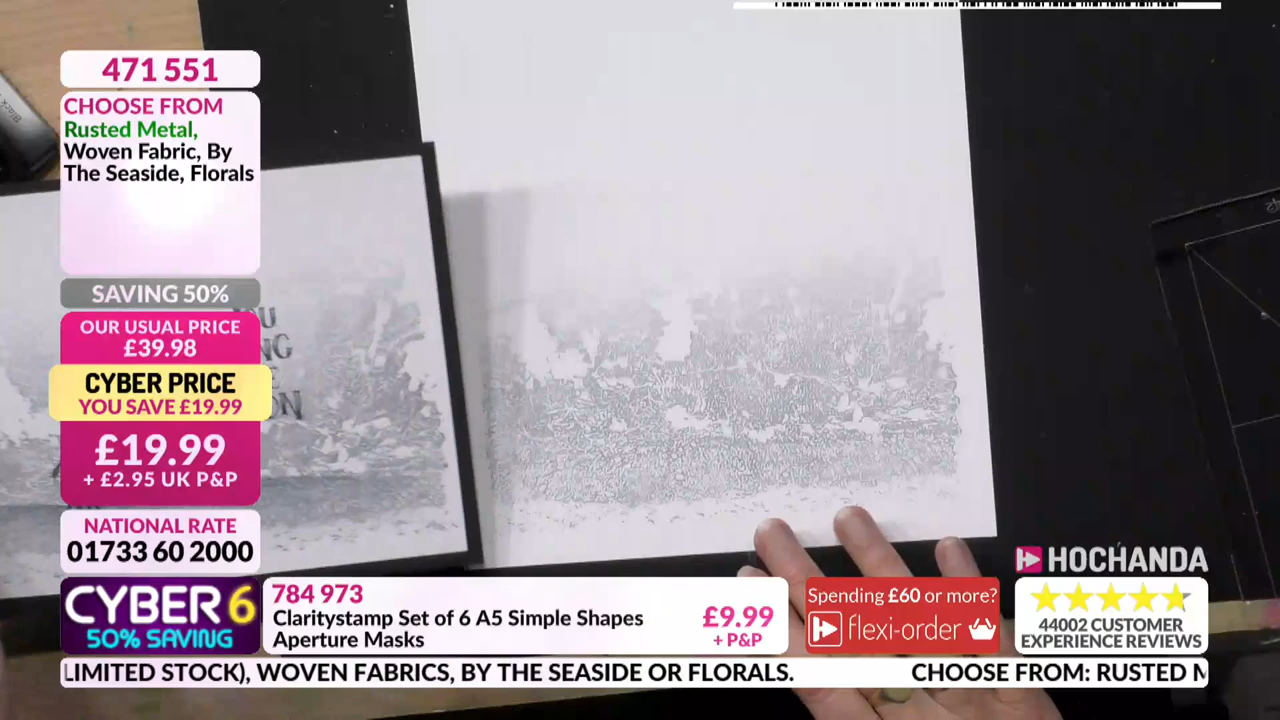 471 551
CHOOSE FROM
Rusted Metal,
Woven Fabric, By
The Seaside, Florals
SAVING 50%
OUR USUAL PRICE
£39.98
CYBER PRICE
YOU SAVE £19.99
£19.99
+ £2.95 UK P&P
NATIONAL RATE
01733 60 2000
CYBER 6
50% SAVING
784 973
Claritystamp Set of 6 A5 Simple Shapes
Aperture Masks
£9.99
+ P&P
Spending £60 or more?
flexi-order
HOCHANDA
44002 CUSTOMER
EXPERIENCE REVIEWS
LIMITED STOCK), WOVEN FABRICS, BY THE SEASIDE OR FLORALS. CHOOSE FROM: RUSTED